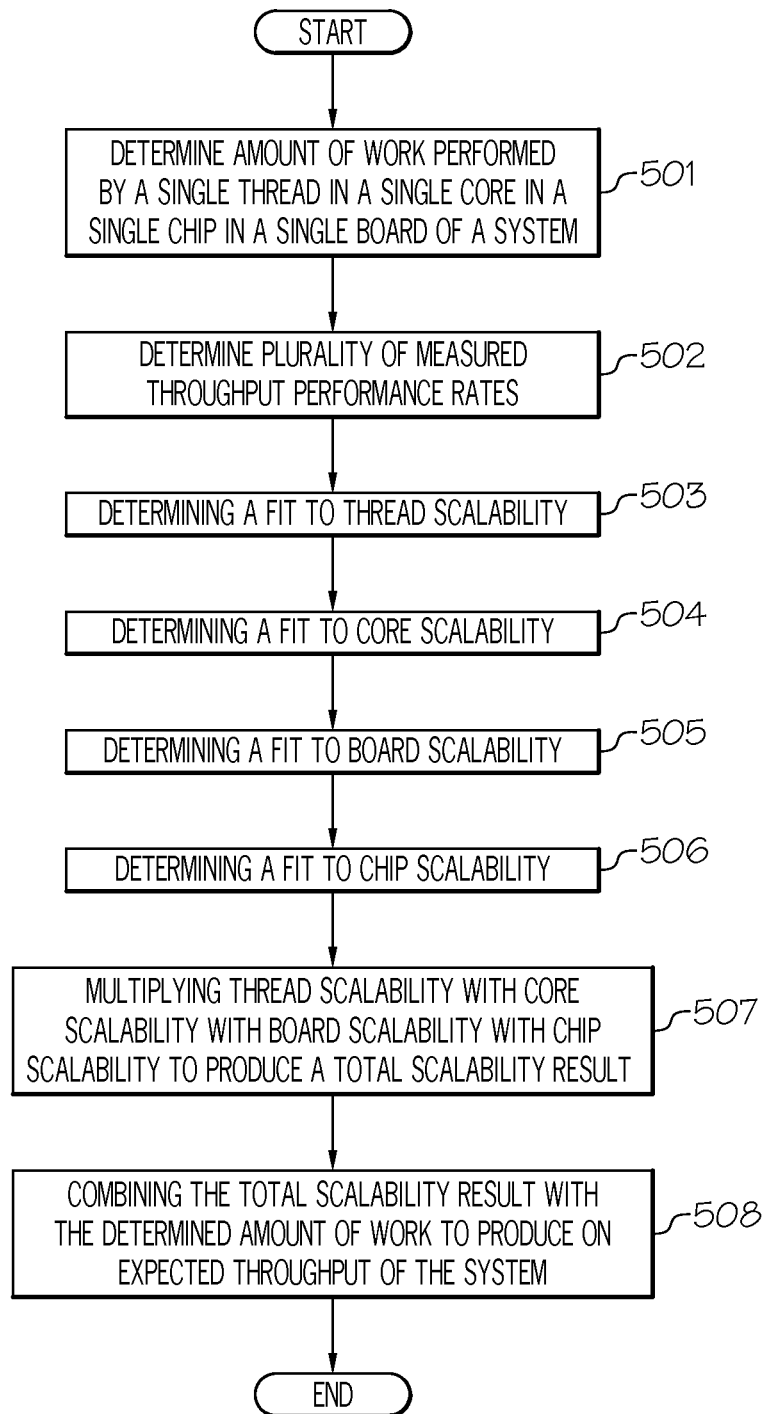 START
DETERMINE AMOUNT OF WORK PERFORMED
BY A SINGLE THREAD IN A SINGLE CORE IN A
SINGLE CHIP IN A SINGLE BOARD OF A SYSTEM
501
DETERMINE PLURALITY OF MEASURED
THROUGHPUT PERFORMANCE RATES
502
DETERMINING A FIT TO THREAD SCALABILITY
503
DETERMINING A FIT TO CORE SCALABILITY
504
DETERMINING A FIT TO BOARD SCALABILITY
505
DETERMINING A FIT TO CHIP SCALABILITY
506
MULTIPLYING THREAD SCALABILITY WITH CORE
SCALABILITY WITH BOARD SCALABILITY WITH CHIP
SCALABILITY TO PRODUCE A TOTAL SCALABILITY RESULT
507
COMBINING THE TOTAL SCALABILITY RESULT WITH
THE DETERMINED AMOUNT OF WORK TO PRODUCE ON
EXPECTED THROUGHPUT OF THE SYSTEM
508
END